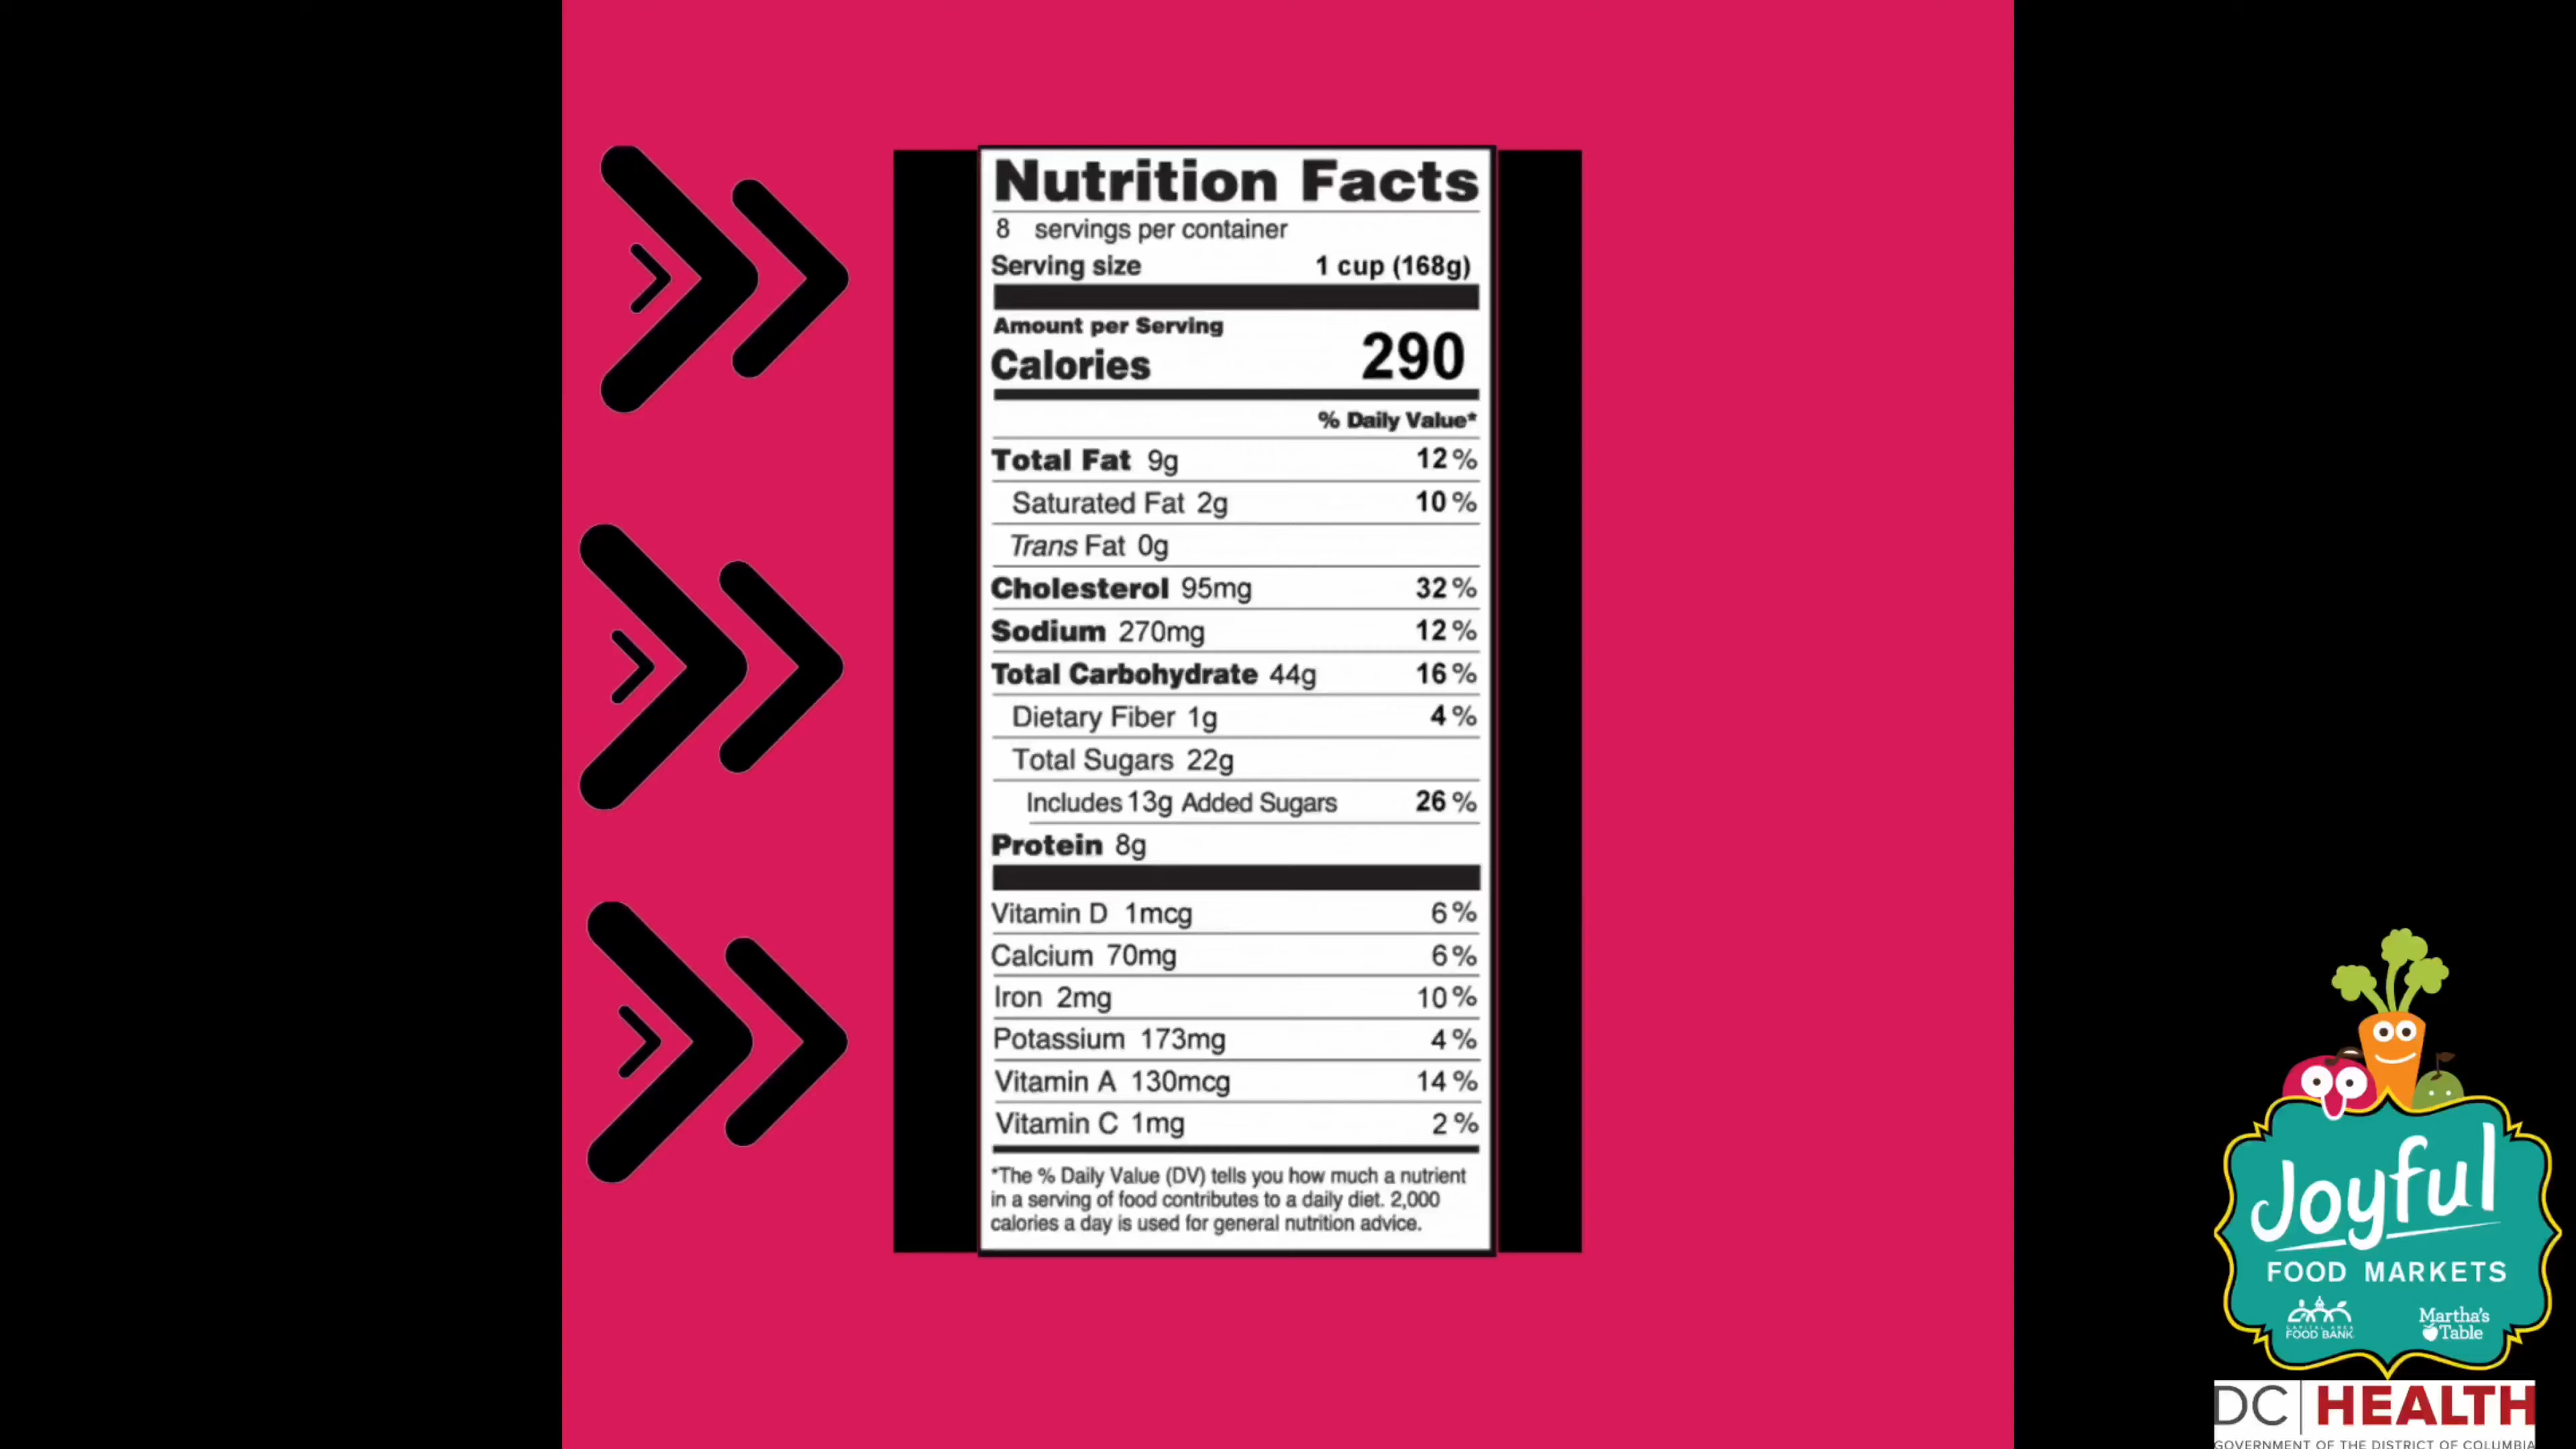 Nutrition Facts
8 servings per container
Serving size 1 cup (168g)
Amount per Serving
Calories 290
% Daily Value*
Total Fat 9g 12%
Saturated Fat 2g 10%
Trans Fat 0g
Cholesterol 95mg 32%
Sodium 270mg 12%
Total Carbohydrate 44g 16%
Dietary Fiber 1g 4%
Total Sugars 22g
Includes 13g Added Sugars 26%
Protein 8g
Vitamin D 1mcg 6%
Calcium 70mg 6%
Iron 2mg 10%
Potassium 173mg 4%
Vitamin A 130mcg 14%
Vitamin C 1mg 2%
*The % Daily Value (DV) tells you how much a nutrient
in a serving of food contributes to a daily diet. 2,000
calories a day is used for general nutrition advice.
Joyful
FOOD MARKETS
CAPITAL AREA
FOOD BANK
Martha's
Table
DC HEALTH
GOVERNMENT OF THE DISTRICT OF COLUMBIA